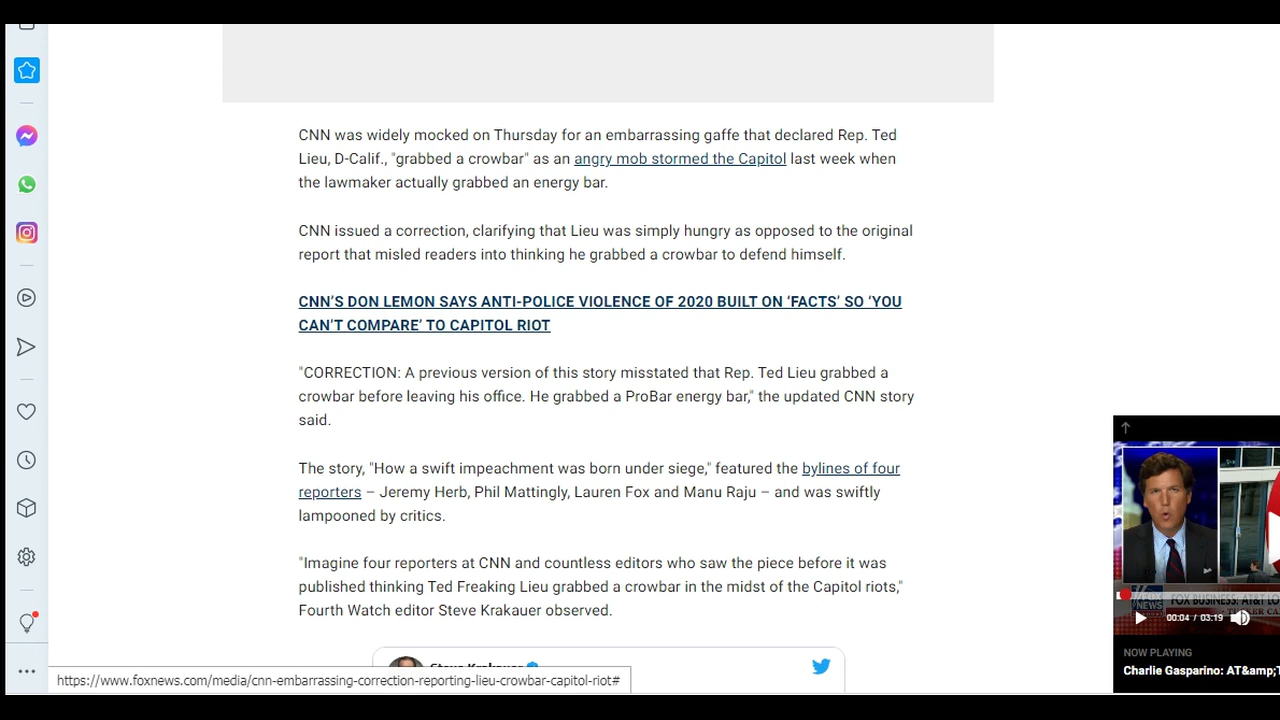 CNN was widely mocked on Thursday for an embarrassing gaffe that declared Rep. Ted
Lieu, D-Calif., "grabbed a crowbar" as an angry mob stormed the Capitol last week when
the lawmaker actually grabbed an energy bar.
CNN issued a correction, clarifying that Lieu was simply hungry as opposed to the original
report that misled readers into thinking he grabbed a crowbar to defend himself.
CNN'S DON LEMON SAYS ANTI-POLICE VIOLENCE OF 2020 BUILT ON 'FACTS' SO 'YOU
CAN'T COMPARE' TO CAPITOL RIOT
"CORRECTION: A previous version of this story misstated that Rep. Ted Lieu grabbed a
crowbar before leaving his office. He grabbed a ProBar energy bar," the updated CNN story
said.
The story, "How a swift impeachment was born under siege," featured the bylines of four
reporters – Jeremy Herb, Phil Mattingly, Lauren Fox and Manu Raju – and was swiftly
lampooned by critics.
"Imagine four reporters at CNN and countless editors who saw the piece before it was
published thinking Ted Freaking Lieu grabbed a crowbar in the midst of the Capitol riots,"
Fourth Watch editor Steve Krakauer observed.
Steve Krakauer
https://www.foxnews.com/media/cnn-embarrassing-correction-reporting-lieu-crowbar-capitol-riot#
NEWS
FOX BUSINESS: AT&T LO
00:04 / 03:19
NOW PLAYING
Charlie Gasparino: AT&amp;T